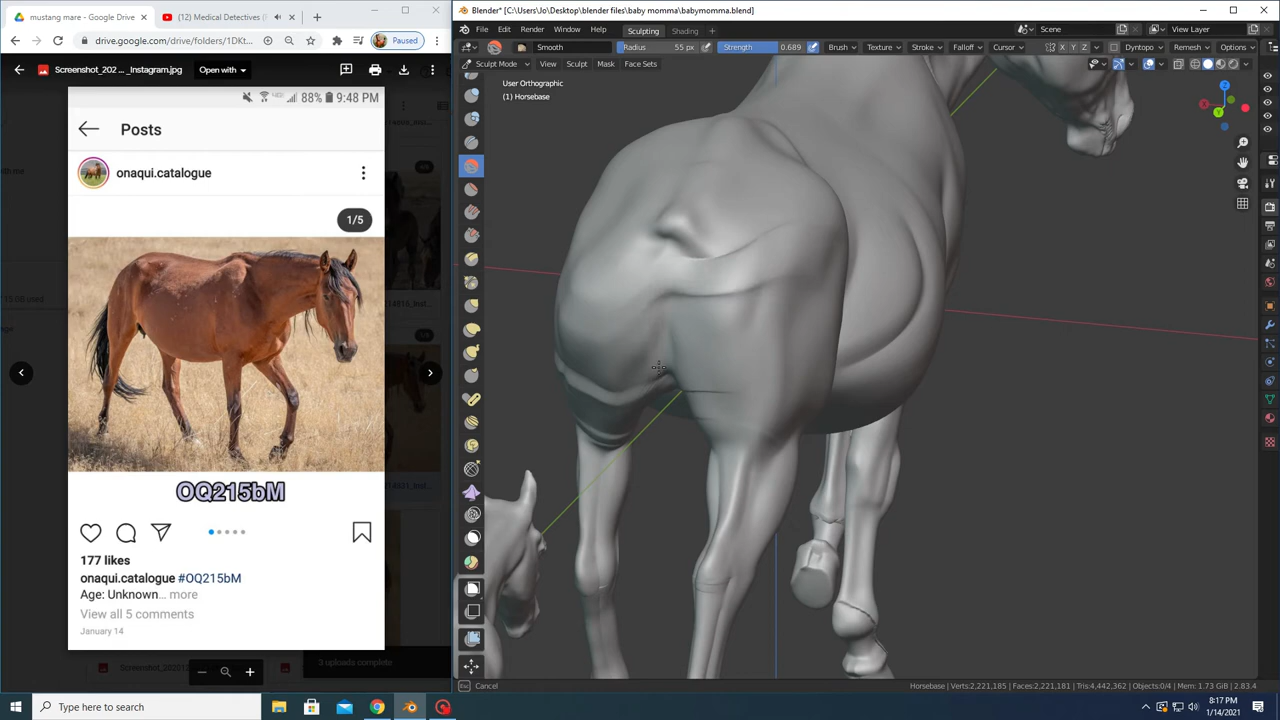 mustang mare - Google Drive
(12) Medical Detectives (F
Blender* [C:\Users\Jo\Desktop\blender files\baby momma\babymomma.blend]
drive.google.com/drive/folders/1DKt...
Paused
File Edit Render Window Help
Sculpting Shading
Scene
View Layer
Smooth
Radius 55 px
Strength 0.689
Brush Texture Stroke Falloff Cursor
X Y Z
Dyntopo Remesh Options
Screenshot_202 ... _Instagram.jpg
Open with
Sculpt Mode View Sculpt Mask Face Sets
User Orthographic
(1) Horsebase
88% 9:48 PM
Posts
onaqui.catalogue
1/5
OQ215bM
177 likes
onaqui.catalogue #OQ215bM
Age: Unknown... more
View all 5 comments
January 14
3 uploads complete
Cancel
Horsebase | Verts:2,221,185 | Faces:2,221,181 | Tris:4,442,362 | Objects:0/4 | Mem: 1.73 GiB | 2.83.4
Type here to search
8:17 PM
1/14/2021